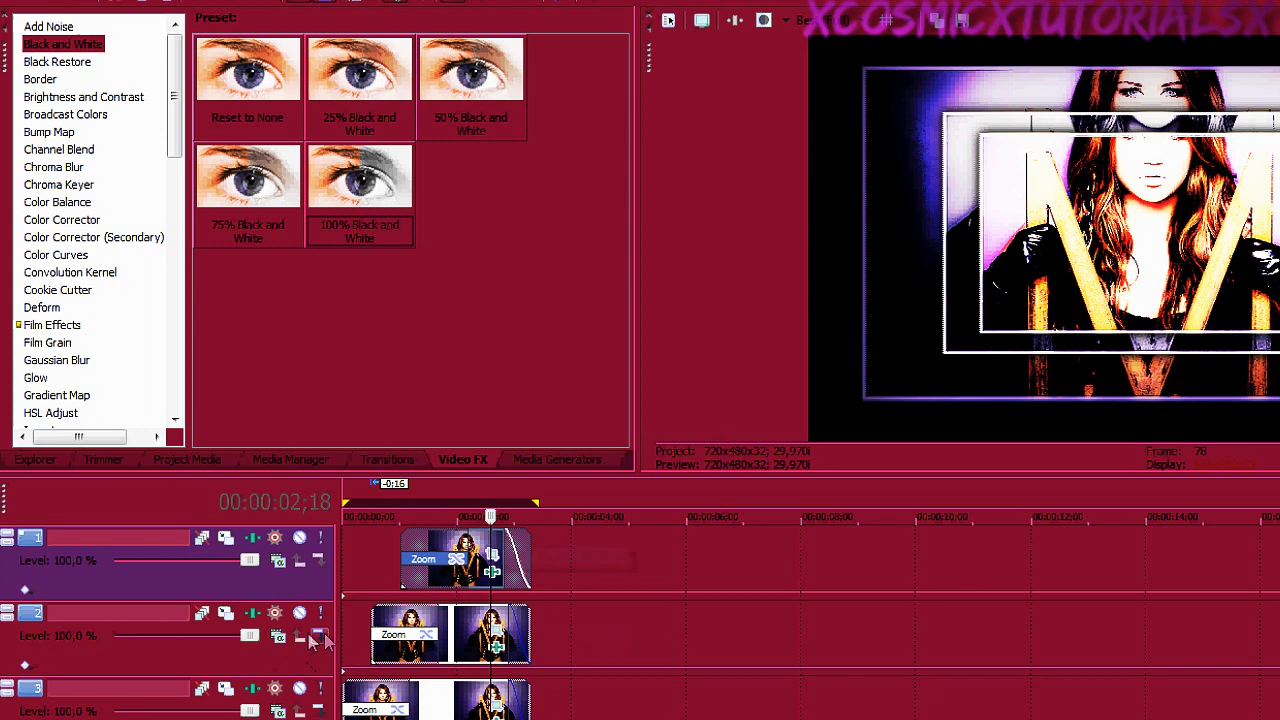 XCOSMICXTUTORIALSX
Preset:
Add Noise
Black and White
Black Restore
Border
Brightness and Contrast
Broadcast Colors
Bump Map
Channel Blend
Chroma Blur
Chroma Keyer
Color Balance
Color Corrector
Color Corrector (Secondary)
Color Curves
Convolution Kernel
Cookie Cutter
Deform
Film Effects
Film Grain
Gaussian Blur
Glow
Gradient Map
HSL Adjust
Reset to None
25% Black and
White
50% Black and
White
75% Black and
White
100% Black and
White
Explorer
Trimmer
Project Media
Media Manager
Transitions
Video FX
Media Generators
Project: 720x480x32; 29,970i
Preview: 720x480x32; 29,970i
Frame: 78
Display:
00:00:02;18
-0;16
00:00:00;00
00:00:04;00
00:00:06;00
00:00:08;00
00:00:10;00
00:00:12;00
00:00:14;00
1
Level: 100,0 %
Zoom
2
Level: 100,0 %
Zoom
3
Level: 100,0 %
Zoom